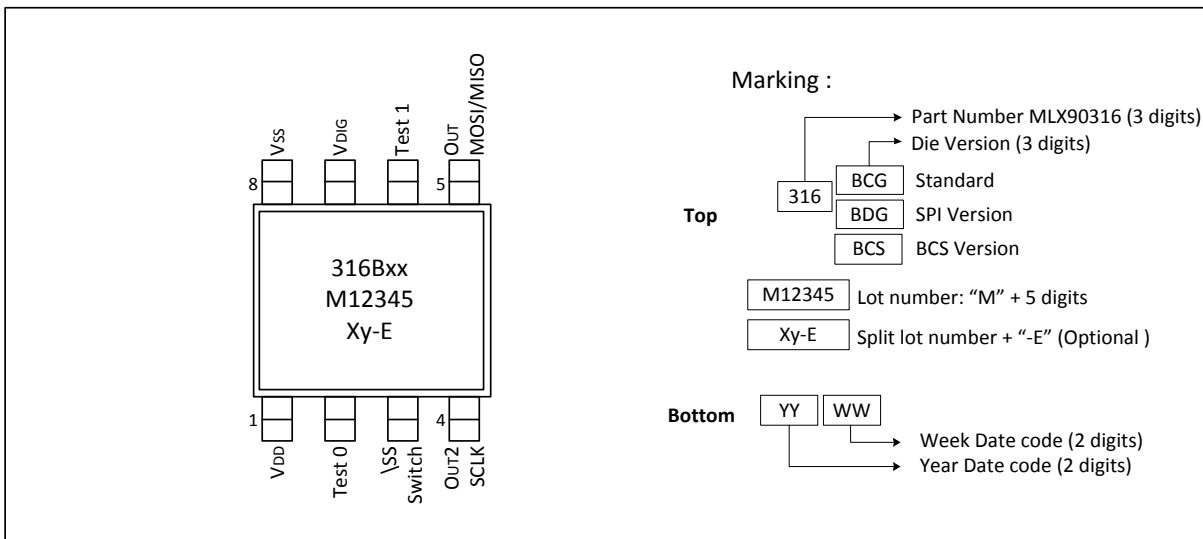 Vss
VDIG
Test 1
OUT
MOSI/MISO
8
5
316Bxx
M12345
Xy-E
1
4
VDD
Test 0
\SS
Switch
OUT2
SCLK
Marking :
Part Number MLX90316 (3 digits)
Die Version (3 digits)
316
BCG Standard
Top
BDG SPI Version
BCS BCS Version
M12345 Lot number: “M” + 5 digits
Xy-E Split lot number + “-E” (Optional )
Bottom YY WW
Week Date code (2 digits)
Year Date code (2 digits)